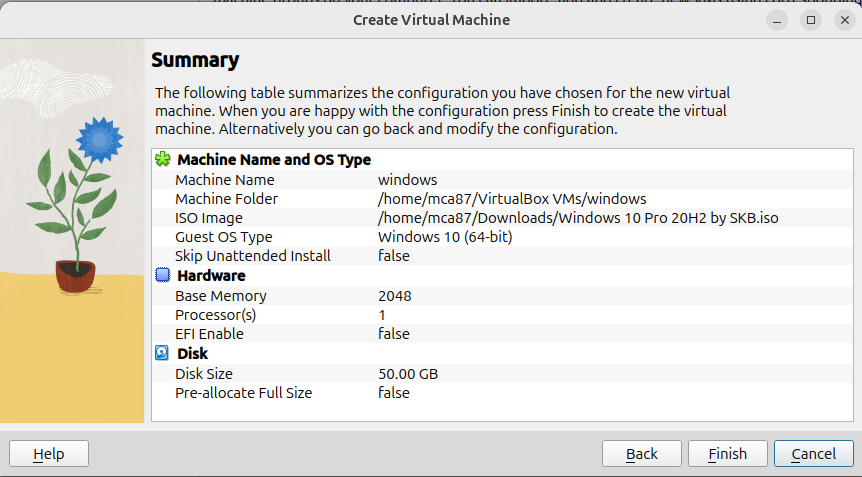 Create Virtual Machine
Summary
The following table summarizes the configuration you have chosen for the new virtual
machine. When you are happy with the configuration press Finish to create the virtual
machine. Alternatively you can go back and modify the configuration.
Machine Name and OS Type
Machine Name windows
Machine Folder /home/mca87/VirtualBox VMs/windows
ISO Image /home/mca87/Downloads/Windows 10 Pro 20H2 by SKB.iso
Guest OS Type Windows 10 (64-bit)
Skip Unattended Install false
Hardware
Base Memory 2048
Processor(s) 1
EFI Enable false
Disk
Disk Size 50.00 GB
Pre-allocate Full Size false
Help Back Finish Cancel